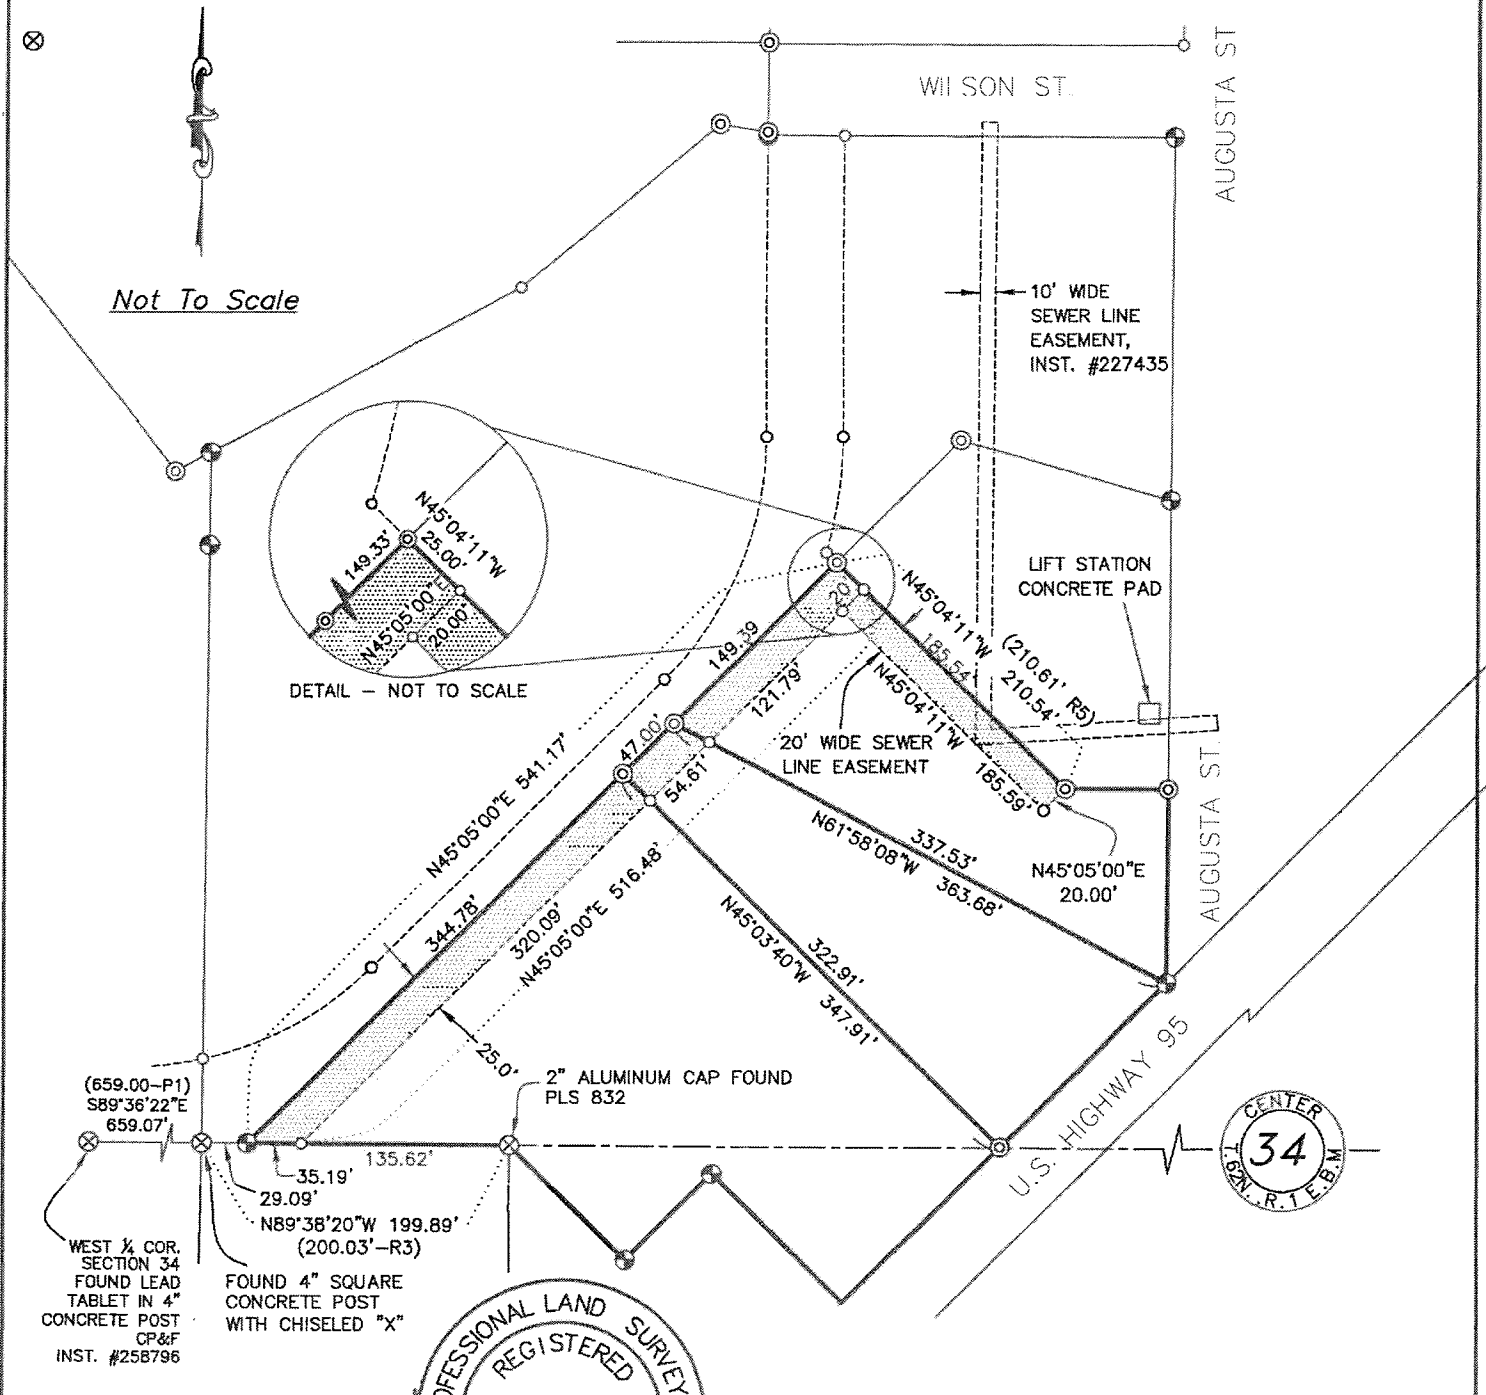 WILSON ST.
AUGUSTA ST
Not To Scale
10' WIDE
SEWER LINE
EASEMENT,
INST. #227435
N45°04'11"W
25.00'
149.33'
N45°05'00"E
20.00'
DETAIL – NOT TO SCALE
LIFT STATION
CONCRETE PAD
20
N45°04'11"W
185.54'
(210.61' R5)
210.54'
N45°04'11"W
185.59'
149.39
121.79'
20' WIDE SEWER
LINE EASEMENT
47.00'
54.61'
N45°05'00"E 541.17'
344.78'
320.09'
N45°05'00"E 516.48'
25.0'
337.53'
N61°58'08"W 363.68'
322.91'
N45°03'40"W 347.91'
N45°05'00"E
20.00'
AUGUSTA ST.
U.S. HIGHWAY 95
2" ALUMINUM CAP FOUND
PLS 832
(659.00-P1)
S89°36'22"E
659.07'
135.62'
35.19'
29.09'
N89°38'20"W 199.89'
(200.03'-R3)
CENTER
34
T.62N., R.1 E.B.M
WEST ¼ COR.
SECTION 34
FOUND LEAD
TABLET IN 4"
CONCRETE POST
CP&F
INST. #258796
FOUND 4" SQUARE
CONCRETE POST
WITH CHISELED "X"
OFESSIONAL LAND SURVEY
REGISTERED